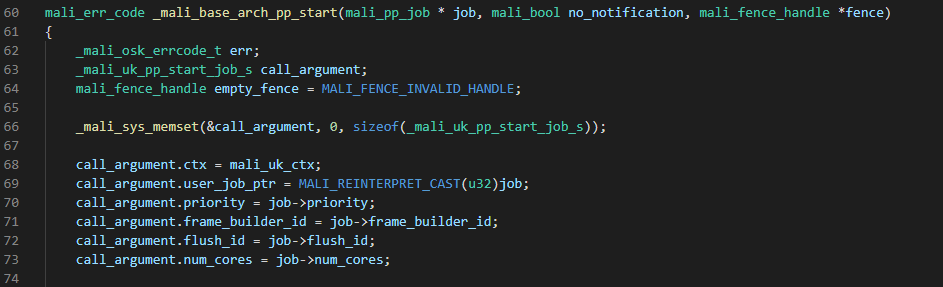 60 mali_err_code _mali_base_arch_pp_start(mali_pp_job * job, mali_bool no_notification, mali_fence_handle *fence)
61 {
62     _mali_osk_errcode_t err;
63     _mali_uk_pp_start_job_s call_argument;
64     mali_fence_handle empty_fence = MALI_FENCE_INVALID_HANDLE;
65
66     _mali_sys_memset(&call_argument, 0, sizeof(_mali_uk_pp_start_job_s));
67
68     call_argument.ctx = mali_uk_ctx;
69     call_argument.user_job_ptr = MALI_REINTERPRET_CAST(u32)job;
70     call_argument.priority = job->priority;
71     call_argument.frame_builder_id = job->frame_builder_id;
72     call_argument.flush_id = job->flush_id;
73     call_argument.num_cores = job->num_cores;
74